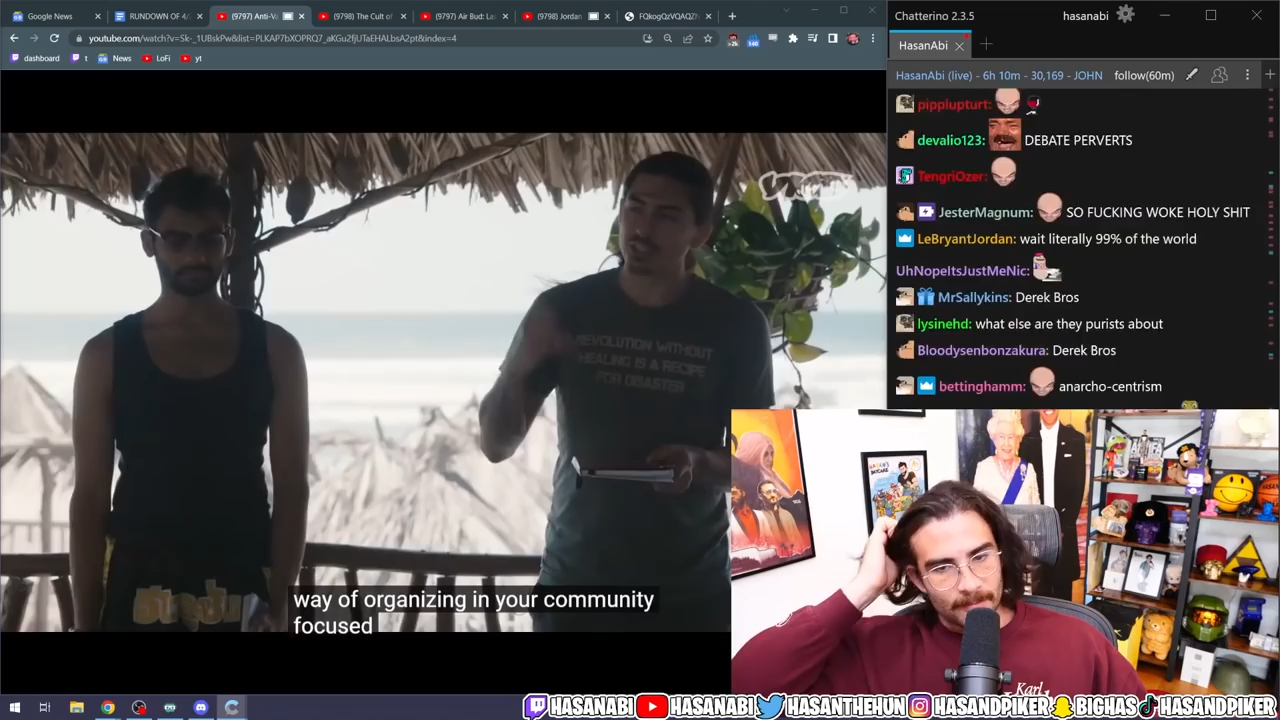 Google News
RUNDOWN OF 4/
(9797) Anti-V
(9798) The Cult of
(9797) Air Bud: La
(9798) Jordan
FQkogQzVQAQZ
Chatterino 2.3.5
hasanabi
youtube.com/watch?v=Sk-_1UBskPw&list=PLKAP7bXOPRQ7_aKGu2fjUTaEHALbsA2pt&index=4
HasanAbi
dashboard
t
News
LoFi
yt
HasanAbi (live) - 6h 10m - 30,169 - JOHN
follow(60m)
pipplupturt:
devalio123: DEBATE PERVERTS
TengriOzer:
JesterMagnum: SO FUCKING WOKE HOLY SHIT
LeBryantJordan: wait literally 99% of the world
UhNopeItsJustMeNic:
MrSallykins: Derek Bros
lysinehd: what else are they purists about
Bloodysenbonzakura: Derek Bros
bettinghamm: anarcho-centrism
VICE
REVOLUTION WITHOUT
HEALING IS A RECIPE
FOR DISASTER
way of organizing in your community
focused
Karl
HASANABI HASANABI HASANTHEHUN HASANDPIKER BIGHAS HASANDPIKER